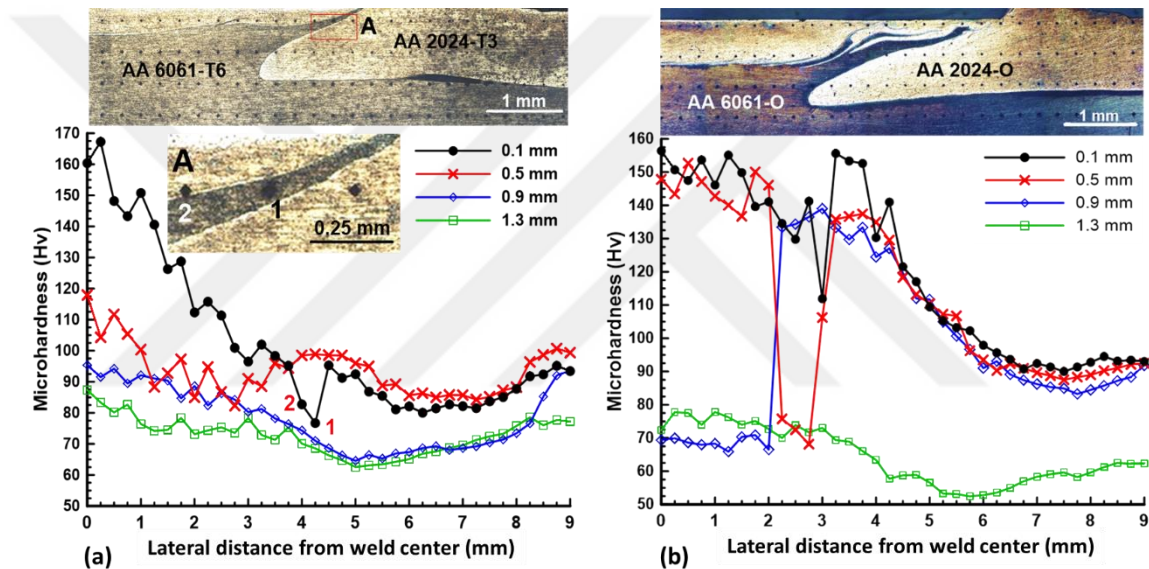 A
AA 6061-T6
AA 2024-T3
1 mm
170
160
150
140
130
120
110
100
90
80
70
60
50
Microhardness (Hv)
A
2
1
0,25 mm
0.1 mm
0.5 mm
0.9 mm
1.3 mm
2
1
0 1 2 3 4 5 6 7 8 9
(a) Lateral distance from weld center (mm)
AA 6061-O
AA 2024-O
1 mm
160
150
140
130
120
110
100
90
80
70
60
50
Microhardness (Hv)
0.1 mm
0.5 mm
0.9 mm
1.3 mm
0 1 2 3 4 5 6 7 8 9
(b) Lateral distance from weld center (mm)